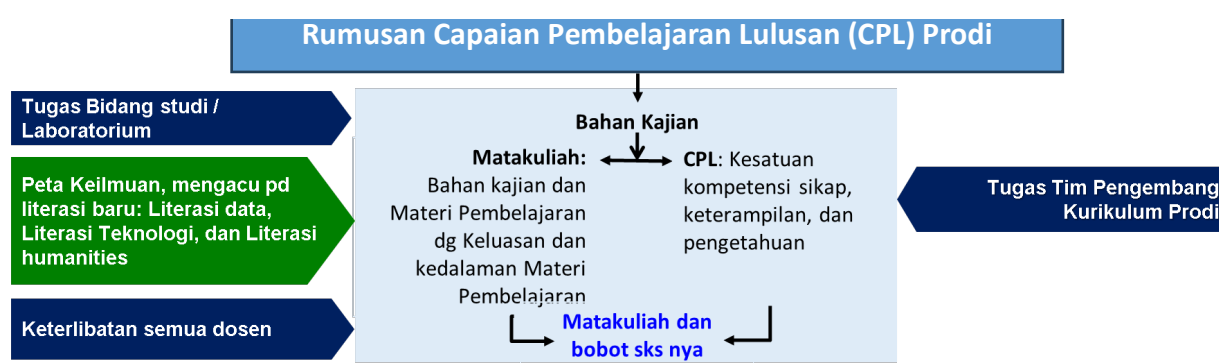 Rumusan Capaian Pembelajaran Lulusan (CPL) Prodi
Tugas Bidang studi /
Laboratorium
Peta Keilmuan, mengacu pd
literasi baru: Literasi data,
Literasi Teknologi, dan Literasi
humanities
Keterlibatan semua dosen
Bahan Kajian
Matakuliah:
Bahan kajian dan
Materi Pembelajaran
dg Keluasan dan
kedalaman Materi
Pembelajaran
CPL: Kesatuan
kompetensi sikap,
keterampilan, dan
pengetahuan
Matakuliah dan
bobot sks nya
Tugas Tim Pengembang
Kurikulum Prodi